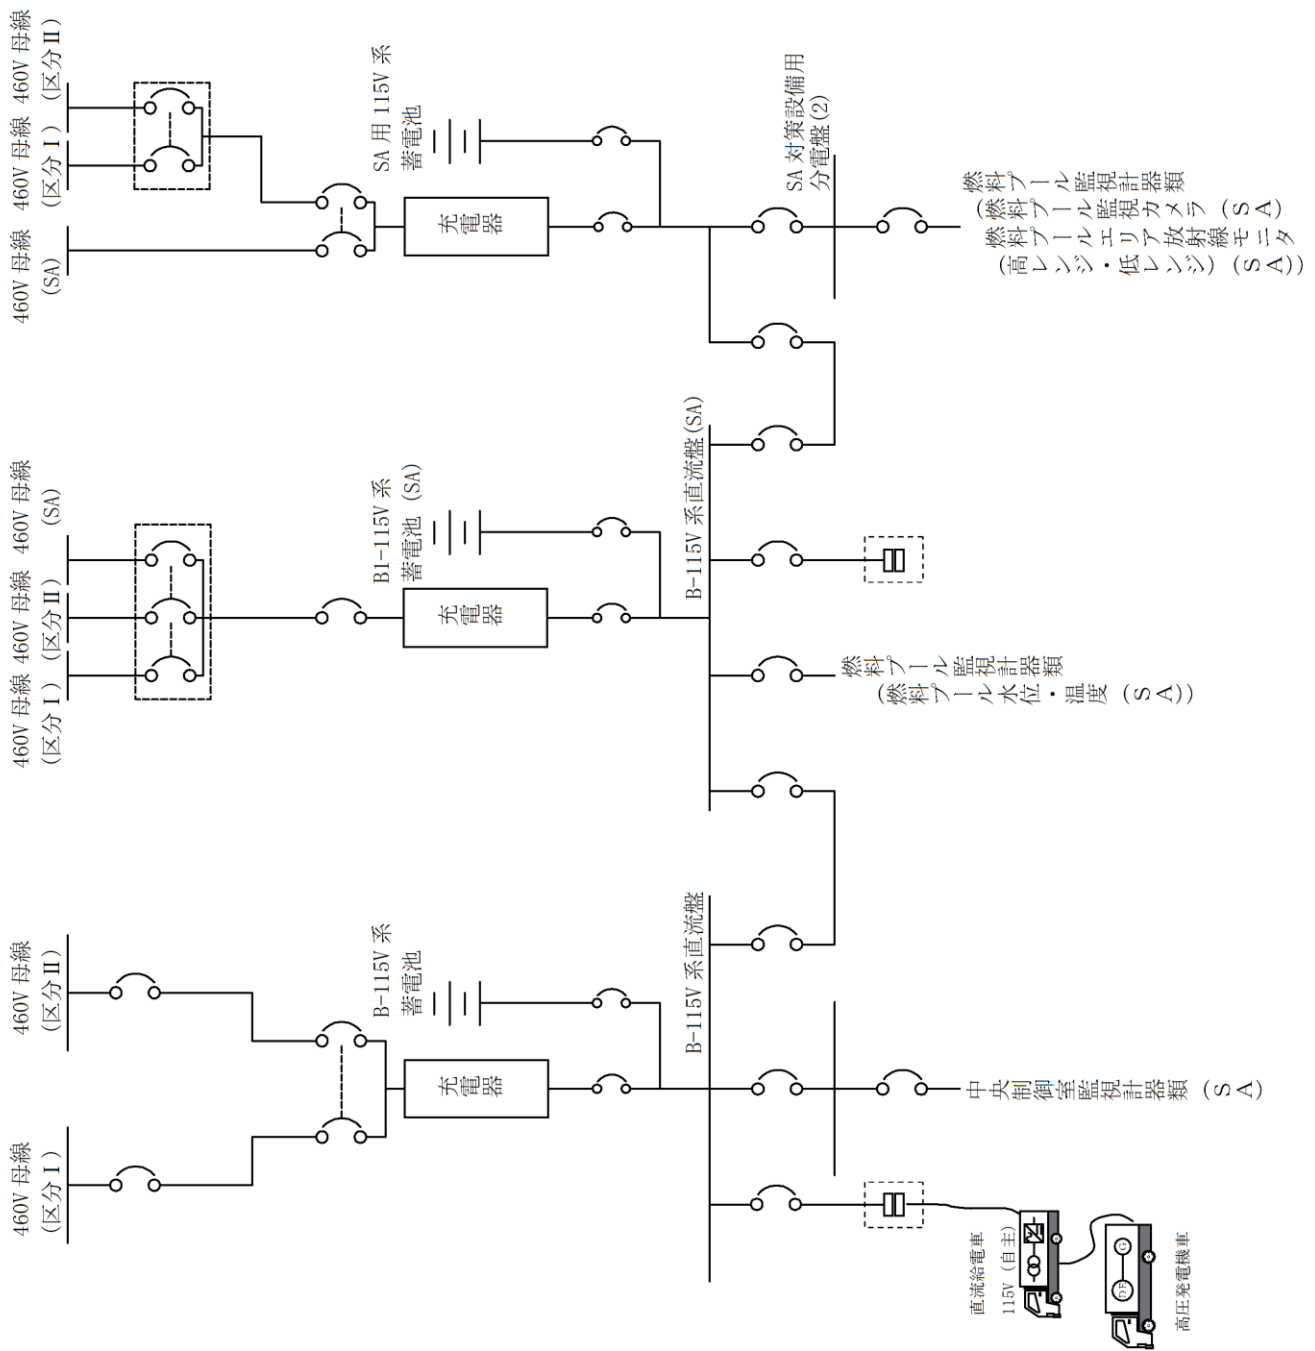 460V 母線
(区分Ⅰ)
460V 母線
(区分Ⅱ)
460V 母線
(区分Ⅰ)
460V 母線
(区分Ⅱ)
460V 母線
(SA)
460V 母線
(SA)
460V 母線
(区分Ⅰ)
460V 母線
(区分Ⅱ)
B-115V 系
蓄電池
充電器
B1-115V 系
蓄電池 (SA)
充電器
SA 用 115V 系
蓄電池
充電器
B-115V 系直流盤
B-115V 系直流盤(SA)
SA 対策設備用
分電盤(2)
直流給電車
115V (自主)
高圧発電機車
DE
G
中央制御室監視計器類（ＳＡ）
燃料プール監視計器類
（燃料プール水位・温度（ＳＡ））
燃料プール監視計器類
（燃料プール監視カメラ（ＳＡ）
燃料プールエリア放射線モニタ
（高レンジ・低レンジ）（ＳＡ））